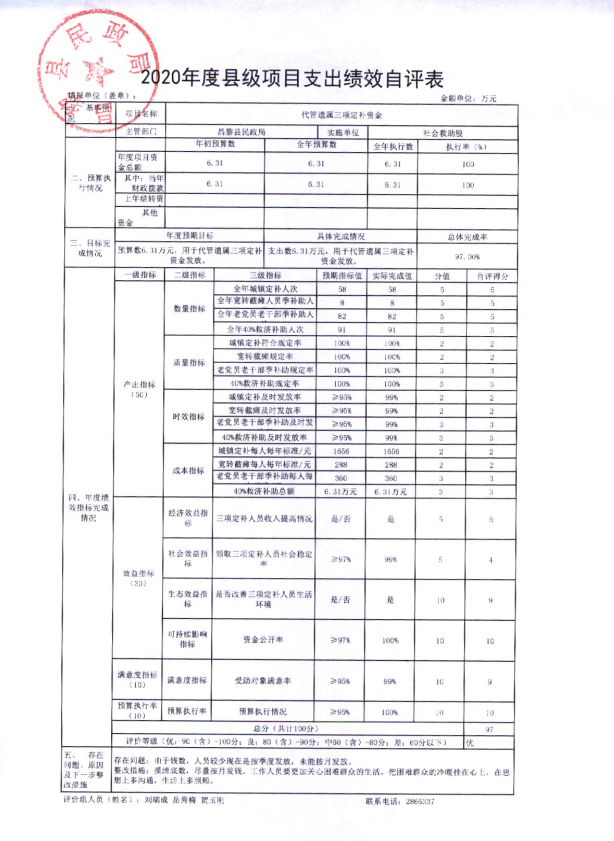 县民政局
2020年度县级项目支出绩效自评表
填报单位(盖章): 金额单位: 万元
项目名称 代管遗属三项定补资金
主管部门 昌黎县民政局 实施单位 社会救助股
二、预算执行情况 年初预算数 全年预算数 全年执行数 执行率(%)
年度项目资金总额 6.31 6.31 6.31 100
其中:当年财政拨款 6.31 6.31 6.31 100
上年结转资
其他资金
三、目标完成情况 年度预期目标 具体完成情况 总体完成率
预算数6.31万元,用于代管遗属三项定补资金发放。 支出数6.31万元,用于代管遗属三项定补资金发放。 97.00%
四、年度绩效指标完成情况 一级指标 二级指标 三级指标 预期指标值 实际完成值 分值 自评得分
产出指标(50) 数量指标 全年城镇定补人次 58 58 5 5
全年宽转截瘫人员季补助人 8 8 5 5
全年老党员老干部季补助人 82 82 5 5
全年40%救济补助人次 91 91 5 5
质量指标 城镇定补符合规定率 100% 100% 2 2
宽转截瘫规定率 100% 100% 2 2
老党员老干部季补助规定率 100% 100% 3 3
40%救济补助规定率 100% 100% 3 3
时效指标 城镇定补及时发放率 ≥95% 99% 2 2
宽转截瘫及时发放率 ≥95% 99% 2 2
老党员老干部季补助及时发 ≥95% 99% 3 3
40%救济补助及时发放率 ≥95% 99% 3 3
成本指标 城镇定补每人每年标准/元 1656 1656 2 2
宽转截瘫每人每年标准/元 288 288 2 2
老党员老干部季补助每人每 360 360 3 3
40%救济补助总额 6.31万元 6.31万元 3 3
效益指标(30) 经济效益指标 三项定补人员收入提高情况 是/否 是 5 5
社会效益指标 领取三项定补人员社会稳定率 ≥97% 99% 5 4
生态效益指标 是否改善三项定补人员生活环境 是/否 是 10 9
可持续影响指标 资金公开率 ≥97% 100% 10 10
满意度指标(10) 满意度指标 受助对象满意率 ≥95% 99% 10 9
预算执行率(10) 预算执行率 预算执行情况 ≥95% 100% 10 10
总分(共计100分) 97
评价等级(优:90(含)-100分;良:80(含)-90分;中60(含)-80分;差:60分以下) 优
五、 存在问题、原因及下一步整改措施
存在问题:由于钱数,人员较少现在是按季度发放,未能按月发放。
整改措施:摸清底数,尽量按月发钱,工作人员要更加关心困难群众的生活,把困难群众的冷暖挂在心上,在思
想上多沟通,生活上多照顾。
评价组人员(姓名):刘瑞成 岳秀梅 贺玉刚 联系电话:2866337